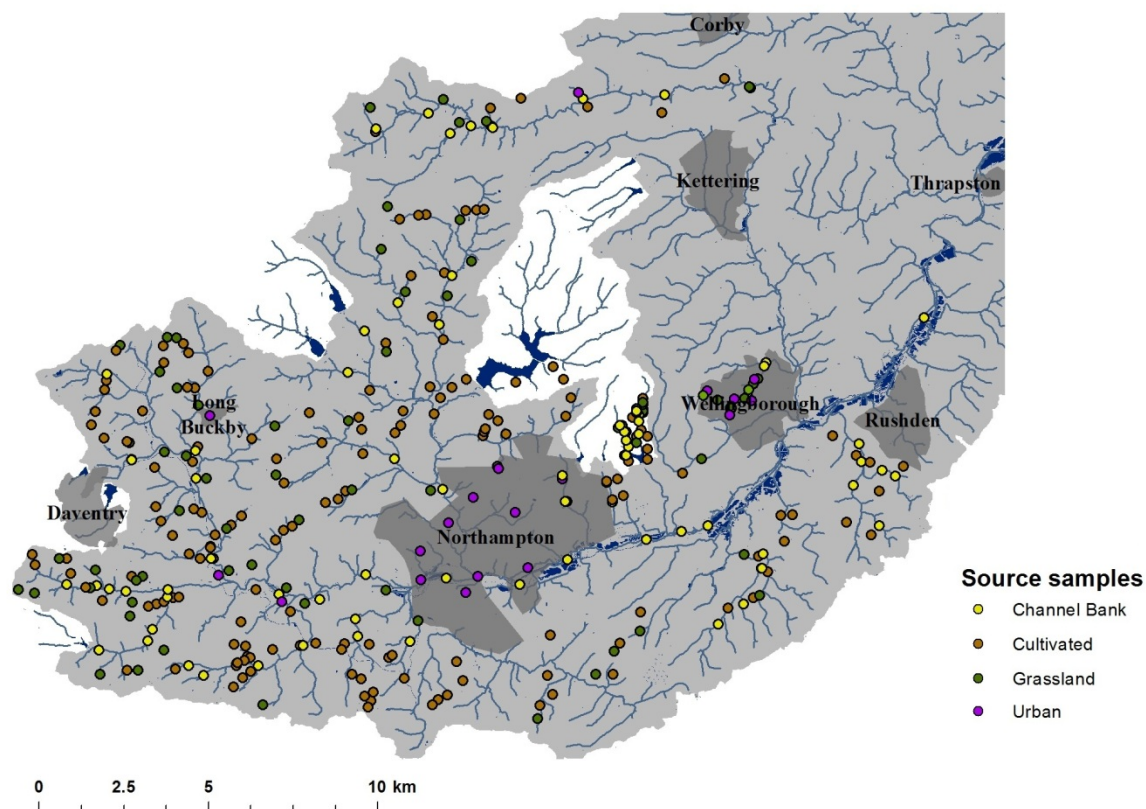 Corby
Kettering
Thrapston
Long
Buckby
Wellingborough
Rushden
Daventry
Northampton
Source samples
Channel Bank
Cultivated
Grassland
Urban
0 2.5 5 10 km